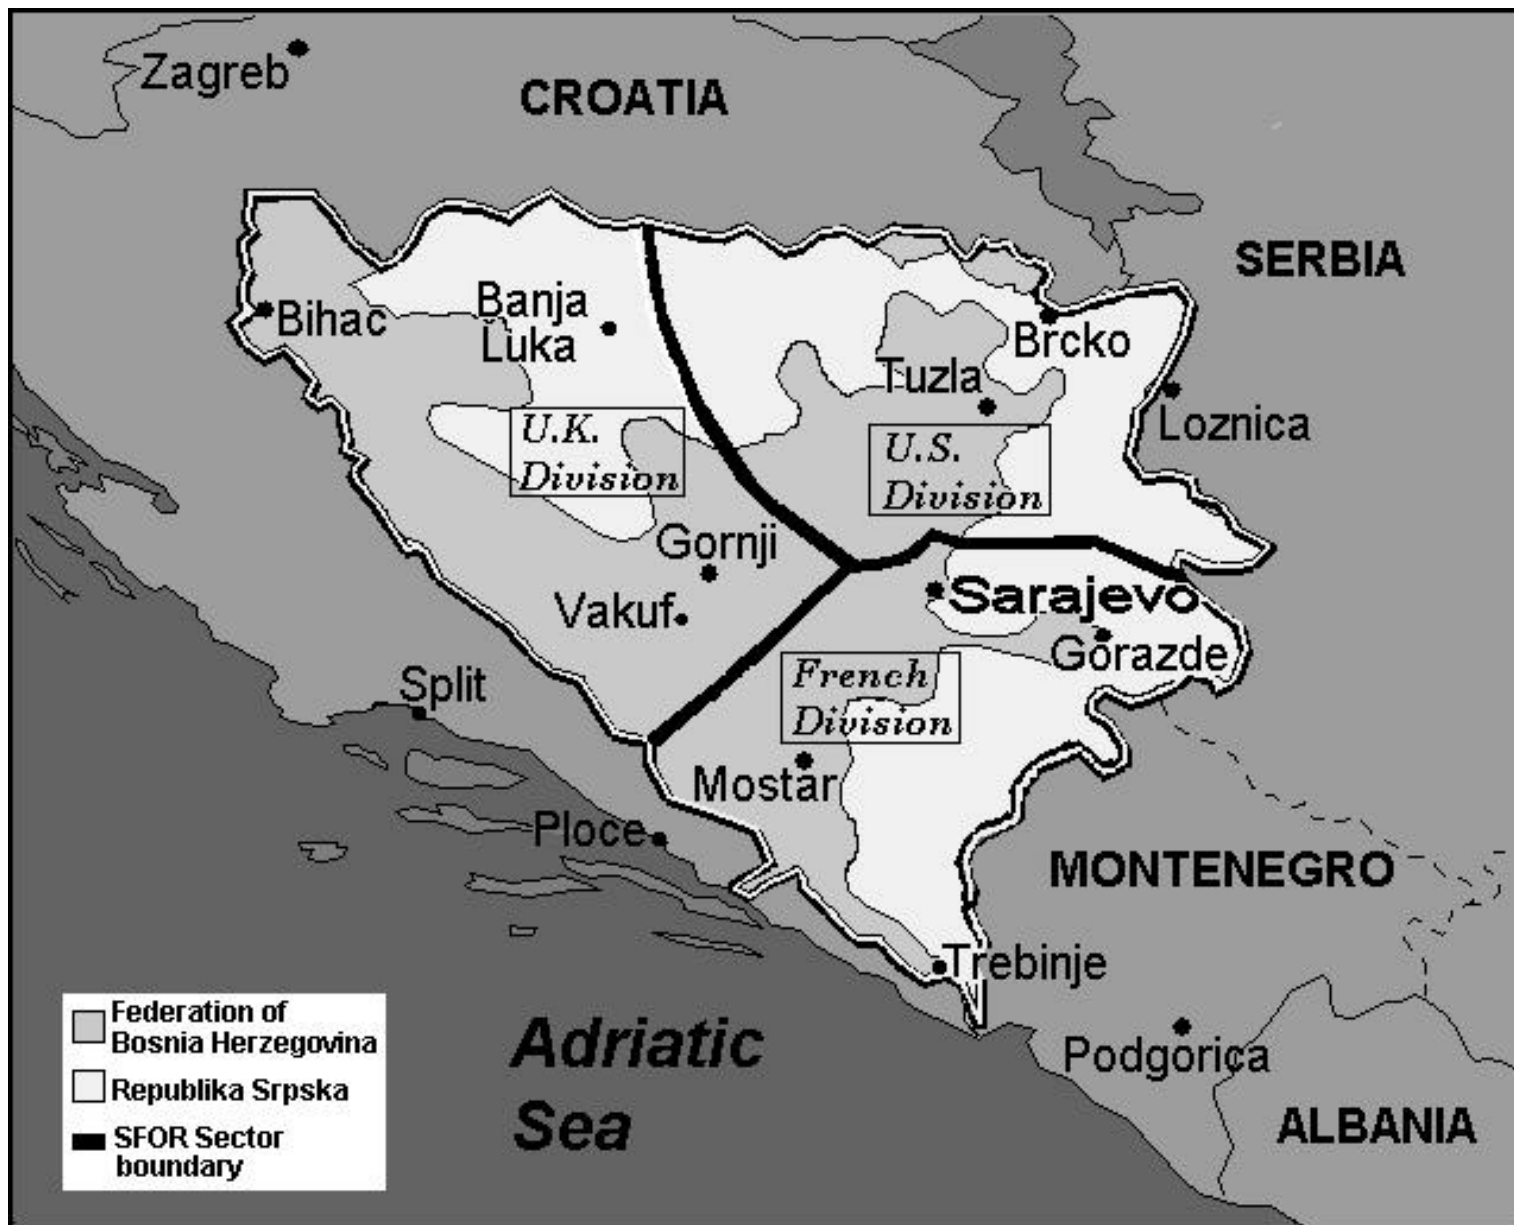 Zagreb
CROATIA
SERBIA
Bihac
Banja
Luka
Brcko
Tuzla
Loznica
U.K.
Division
U.S.
Division
Gornji
Vakuf
Sarajevo
Gorazde
French
Division
Split
Mostar
Ploce
MONTENEGRO
Trebinje
Podgorica
ALBANIA
Adriatic
Sea
Federation of
Bosnia Herzegovina
Republika Srpska
SFOR Sector
boundary